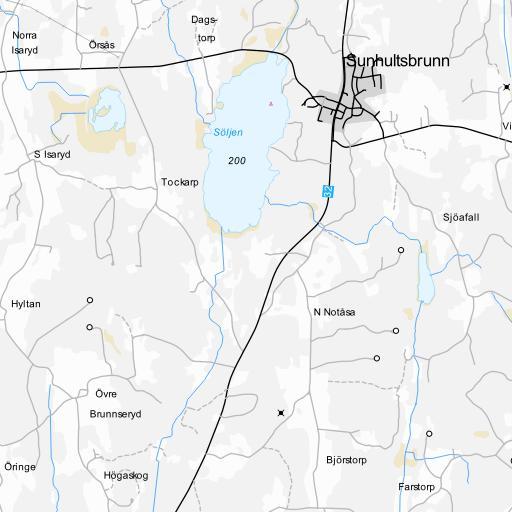 Dags-
torp
Norra
Isaryd
Örsås
Sunhultsbrunn
Söljen
200
S Isaryd
Tockarp
32
Sjöafall
Hyltan
N Notåsa
Övre
Brunnseryd
Öringe
Högaskog
Björstorp
Farstorp